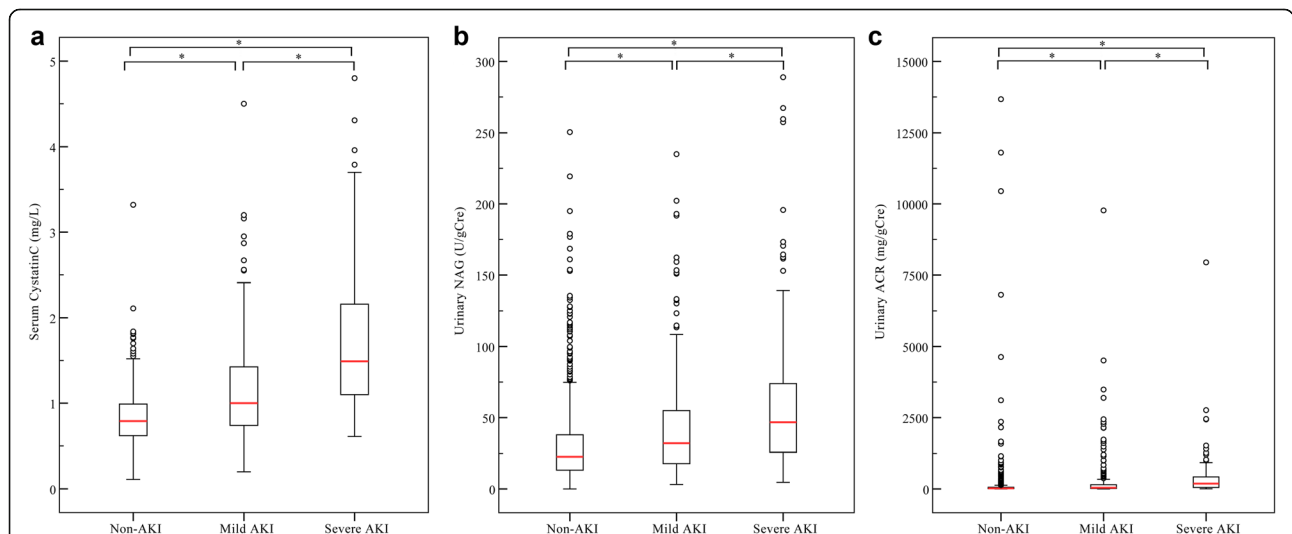 a
*
*
*
5
4
3
2
1
0
Serum CystatinC (mg/L)
Non-AKI
Mild AKI
Severe AKI
b
*
*
*
300
250
200
150
100
50
0
Urinary NAG (U/gCre)
Non-AKI
Mild AKI
Severe AKI
c
*
*
*
15000
12500
10000
7500
5000
2500
0
Urinary ACR (mg/gCre)
Non-AKI
Mild AKI
Severe AKI